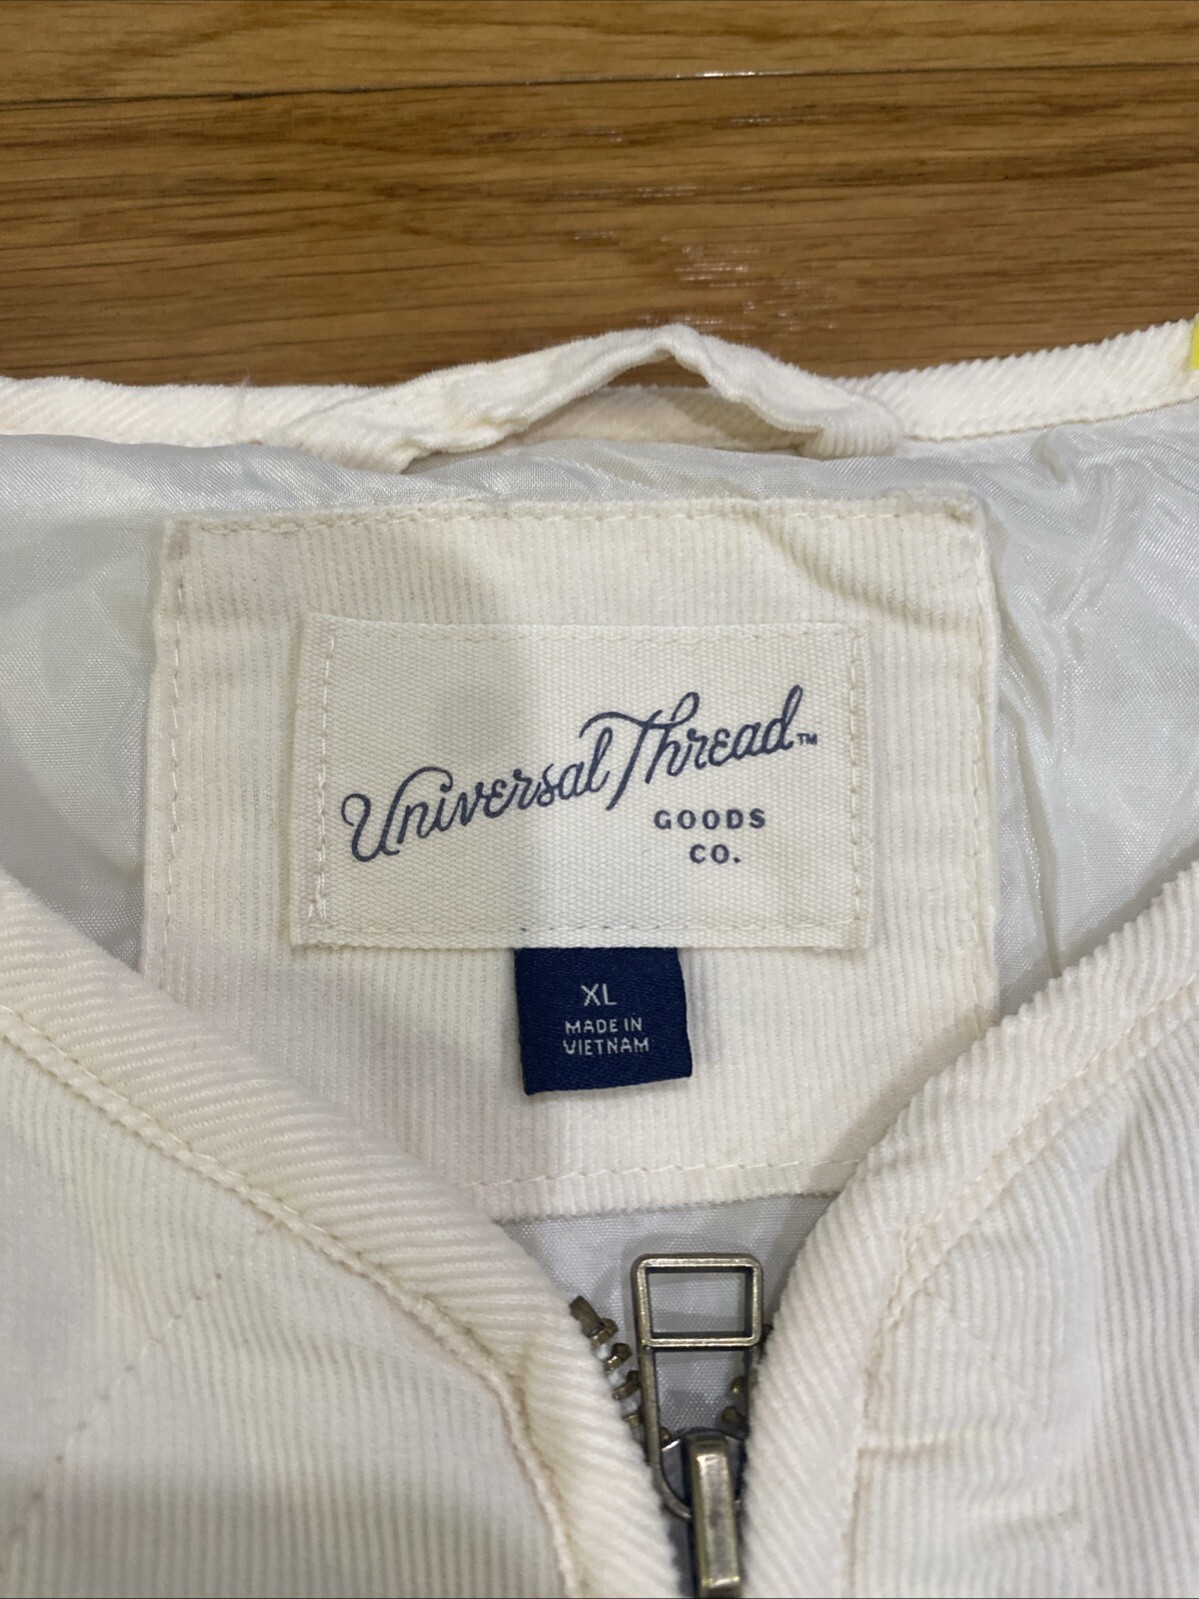 Universal Thread™
GOODS
CO.
XL
MADE IN
VIETNAM